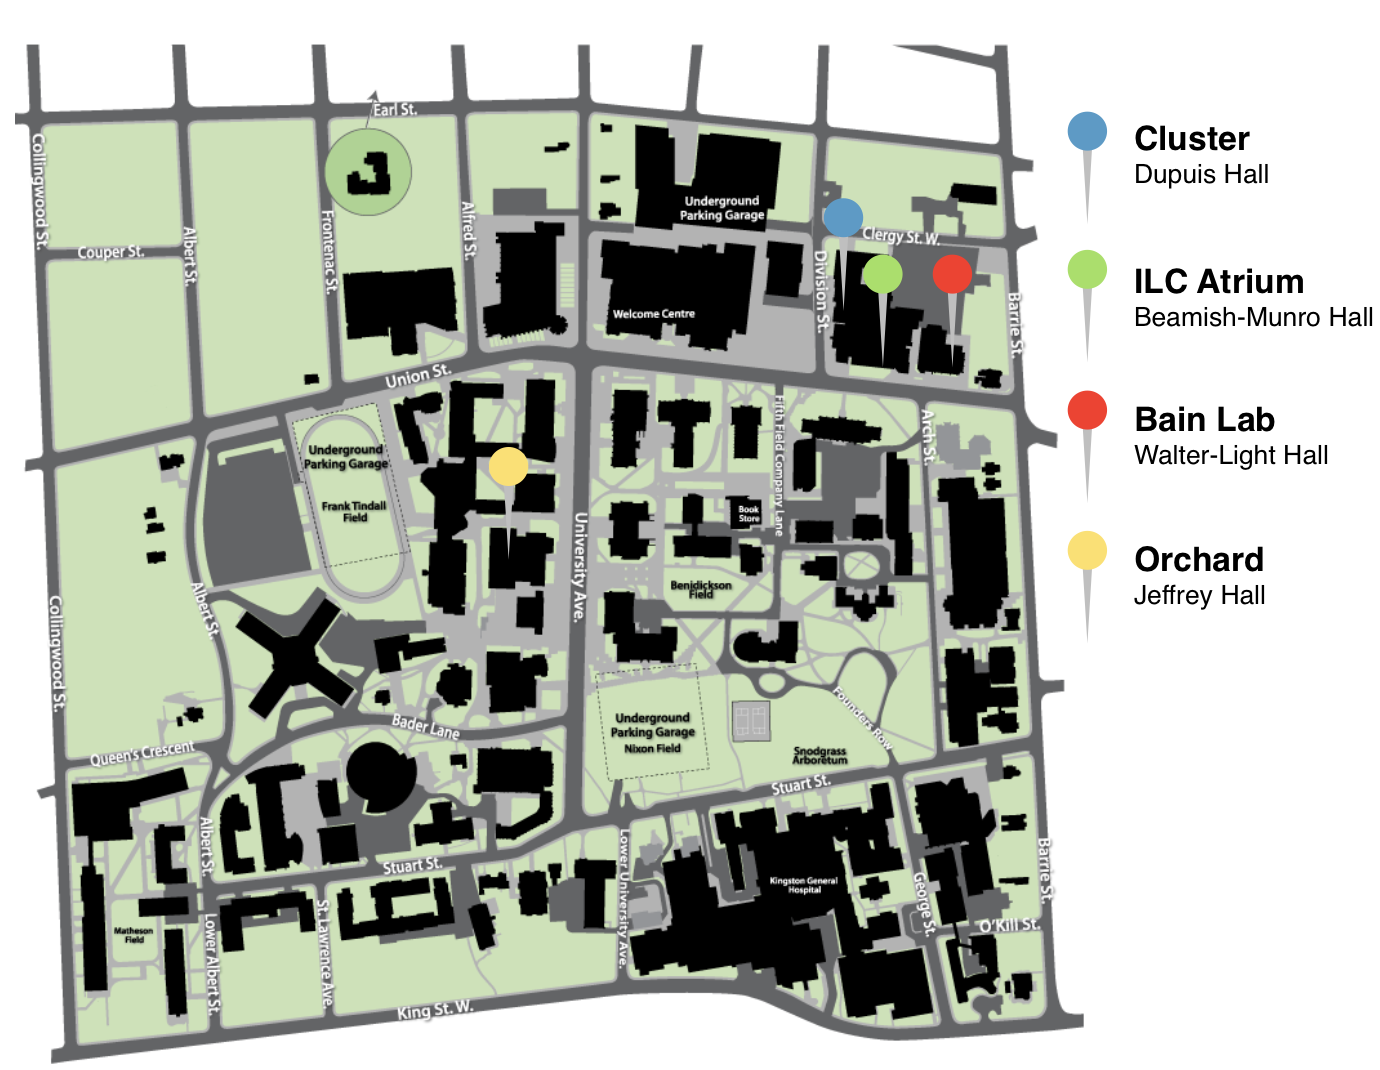 Earl St.
Collingwood St.
Albert St.
Couper St.
Frontenac St.
Alfred St.
Underground
Parking Garage
Clergy St. W.
Division St.
Welcome Centre
Barrie St.
Union St.
Underground
Parking Garage
Frank Tindall
Field
Fifth Field Company Lane
Arch St.
Book
Store
University Ave.
Benidickson
Field
Albert St.
Collingwood St.
Bader Lane
Underground
Parking Garage
Nixon Field
Founders Row
Snodgrass
Arboretum
Queen's Crescent
Stuart St.
Albert St.
Stuart St.
Lower University Ave.
Kingston General
Hospital
George St.
Barrie St.
O'Kill St.
Matheson
Field
Lower Albert St.
St. Lawrence Ave.
King St. W.
Cluster
Dupuis Hall
ILC Atrium
Beamish-Munro Hall
Bain Lab
Walter-Light Hall
Orchard
Jeffrey Hall